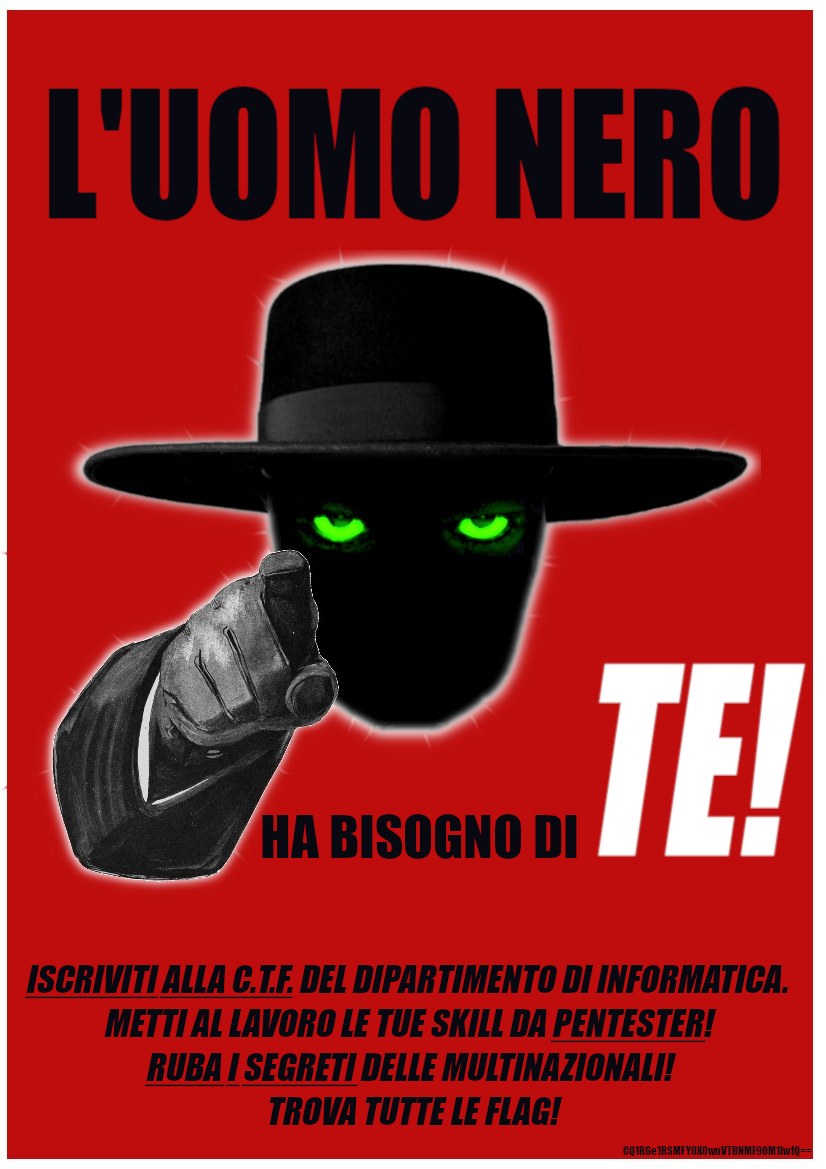 L'UOMO NERO
HA BISOGNO DI TE!
ISCRIVITI ALLA C.T.F. DEL DIPARTIMENTO DI INFORMATICA.
METTI AL LAVORO LE TUE SKILL DA PENTESTER!
RUBA I SEGRETI DELLE MULTINAZIONALI!
TROVA TUTTE LE FLAG!